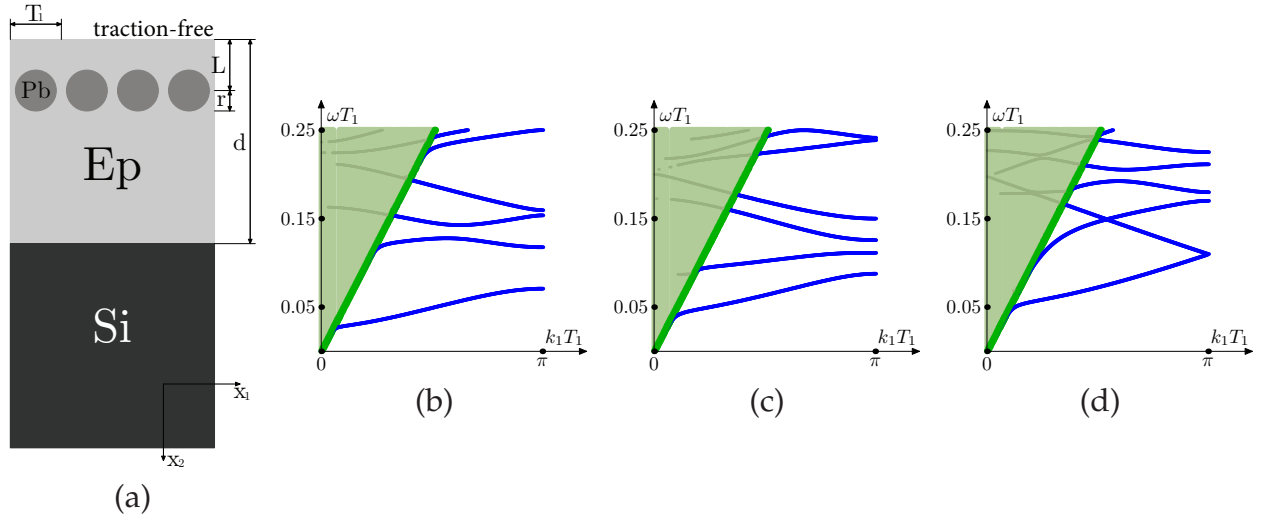 T₁
traction-free
L
Pb
r
d
Ep
Si
x₁
x₂
(a)
ωT₁
0.25
0.15
0.05
0
k₁T₁
π
(b)
ωT₁
0.25
0.15
0.05
0
k₁T₁
π
(c)
ωT₁
0.25
0.15
0.05
0
k₁T₁
π
(d)